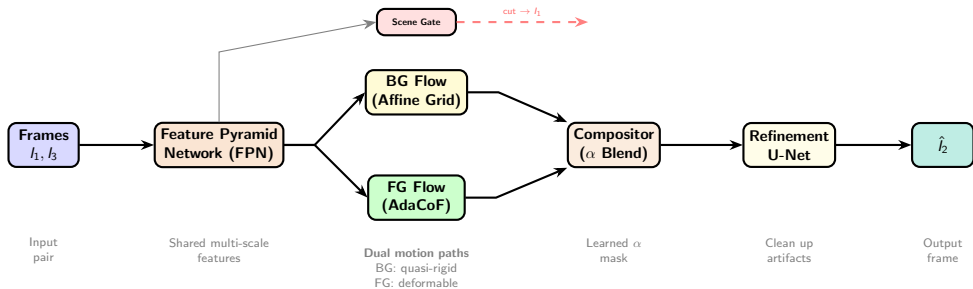 cut → I₁
Scene Gate
BG Flow
(Affine Grid)
Frames
I₁, I₃
Feature Pyramid
Network (FPN)
Compositor
(α Blend)
Refinement
U-Net
Î₂
FG Flow
(AdaCoF)
Input
pair
Shared multi-scale
features
Dual motion paths
BG: quasi-rigid
FG: deformable
Learned α
mask
Clean up
artifacts
Output
frame